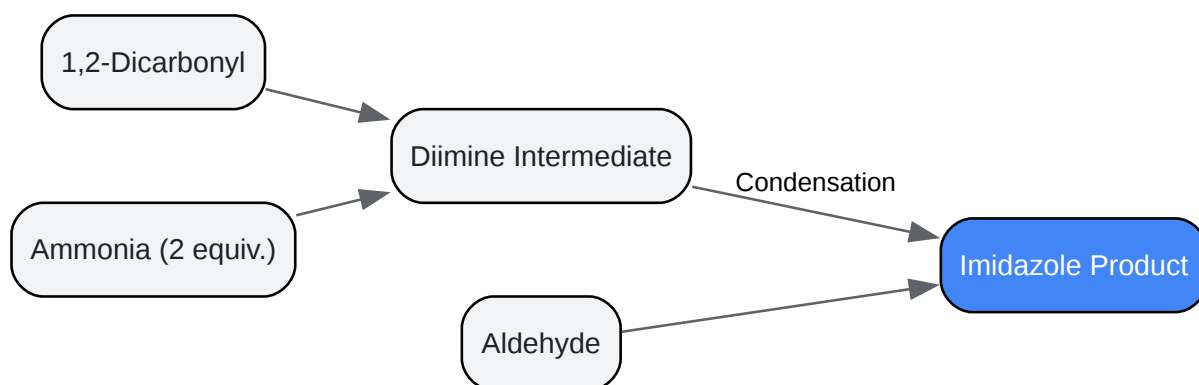 1,2-Dicarbonyl
Diimine Intermediate
Condensation
Ammonia (2 equiv.)
Imidazole Product
Aldehyde